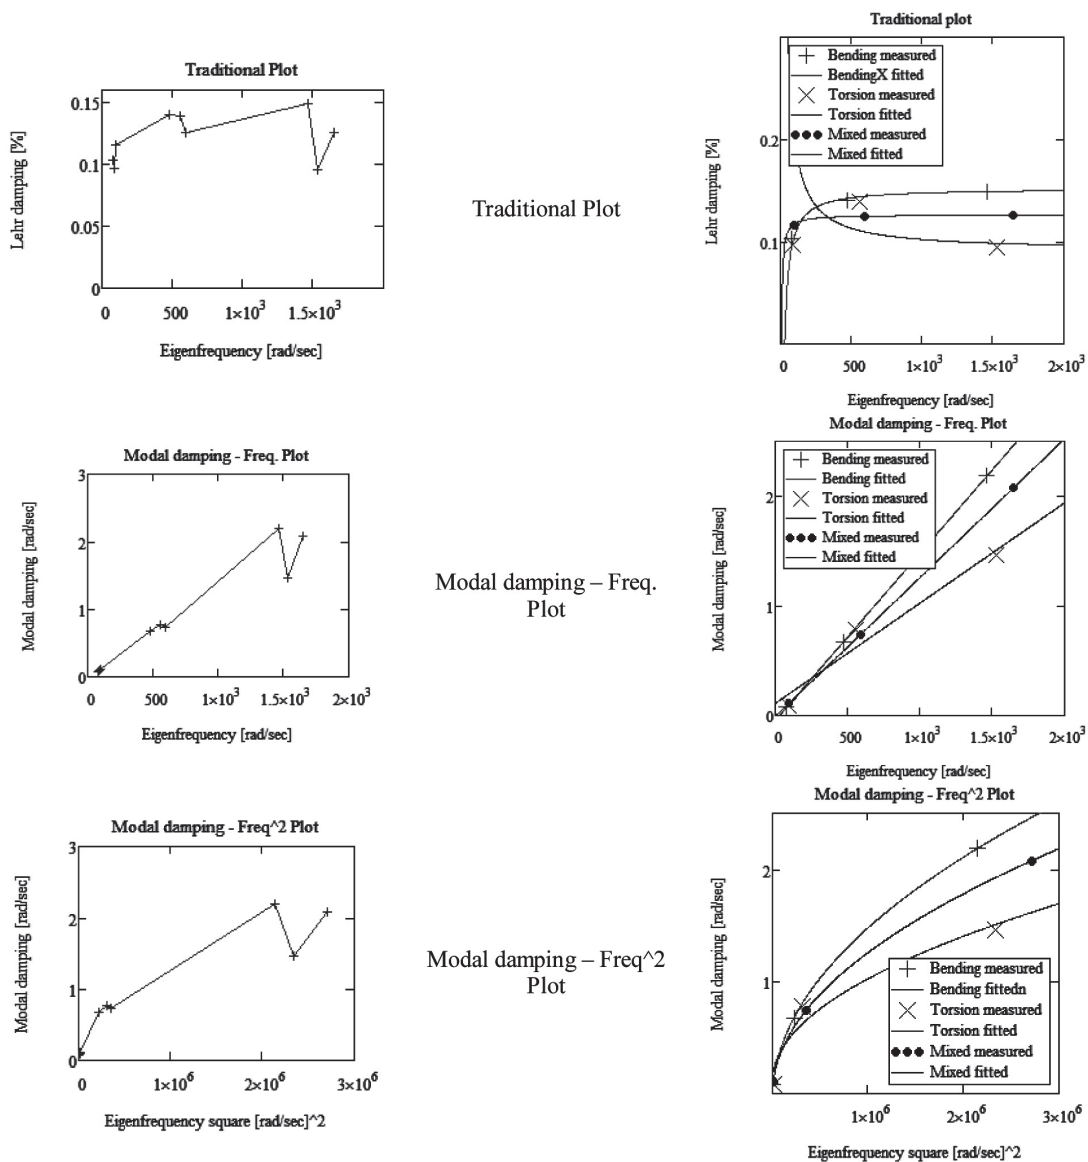 Traditional Plot
0.15
0.1
0.05
0
0
500
1×10³
1.5×10³
Lehr damping [%]
Eigenfrequency [rad/sec]
Traditional Plot
Traditional plot
Bending measured
BendingX fitted
Torsion measured
Torsion fitted
Mixed measured
Mixed fitted
0.2
0.1
0
500
1×10³
1.5×10³
2×10³
Lehr damping [%]
Eigenfrequency [rad/sec]
Modal damping - Freq. Plot
3
2
1
0
0
500
1×10³
1.5×10³
2×10³
Modal damping [rad/sec]
Eigenfrequency [rad/sec]
Modal damping – Freq.
Plot
Modal damping - Freq. Plot
Bending measured
Bending fitted
Torsion measured
Torsion fitted
Mixed measured
Mixed fitted
2
1
0
0
500
1×10³
1.5×10³
2×10³
Modal damping [rad/sec]
Eigenfrequency [rad/sec]
Modal damping - Freq^2 Plot
3
2
1
0
0
1×10⁶
2×10⁶
3×10⁶
Modal damping [rad/sec]
Eigenfrequency square [rad/sec]^2
Modal damping – Freq^2
Plot
Modal damping - Freq^2 Plot
2
1
Bending measured
Bending fittedn
Torsion measured
Torsion fitted
Mixed measured
Mixed fitted
1×10⁶
2×10⁶
3×10⁶
Modal damping [rad/sec]
Eigenfrequency square [rad/sec]^2